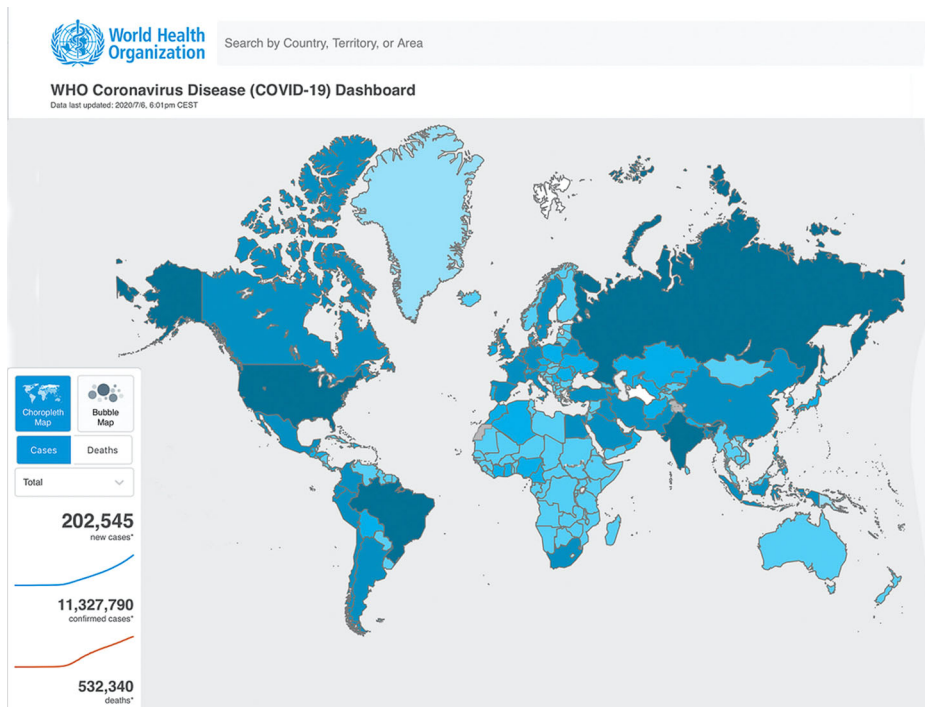 World Health
Organization
Search by Country, Territory, or Area
WHO Coronavirus Disease (COVID-19) Dashboard
Data last updated: 2020/7/6, 6:01pm CEST
Choropleth
Map
Bubble
Map
Cases
Deaths
Total
202,545
new cases*
11,327,790
confirmed cases*
532,340
deaths*